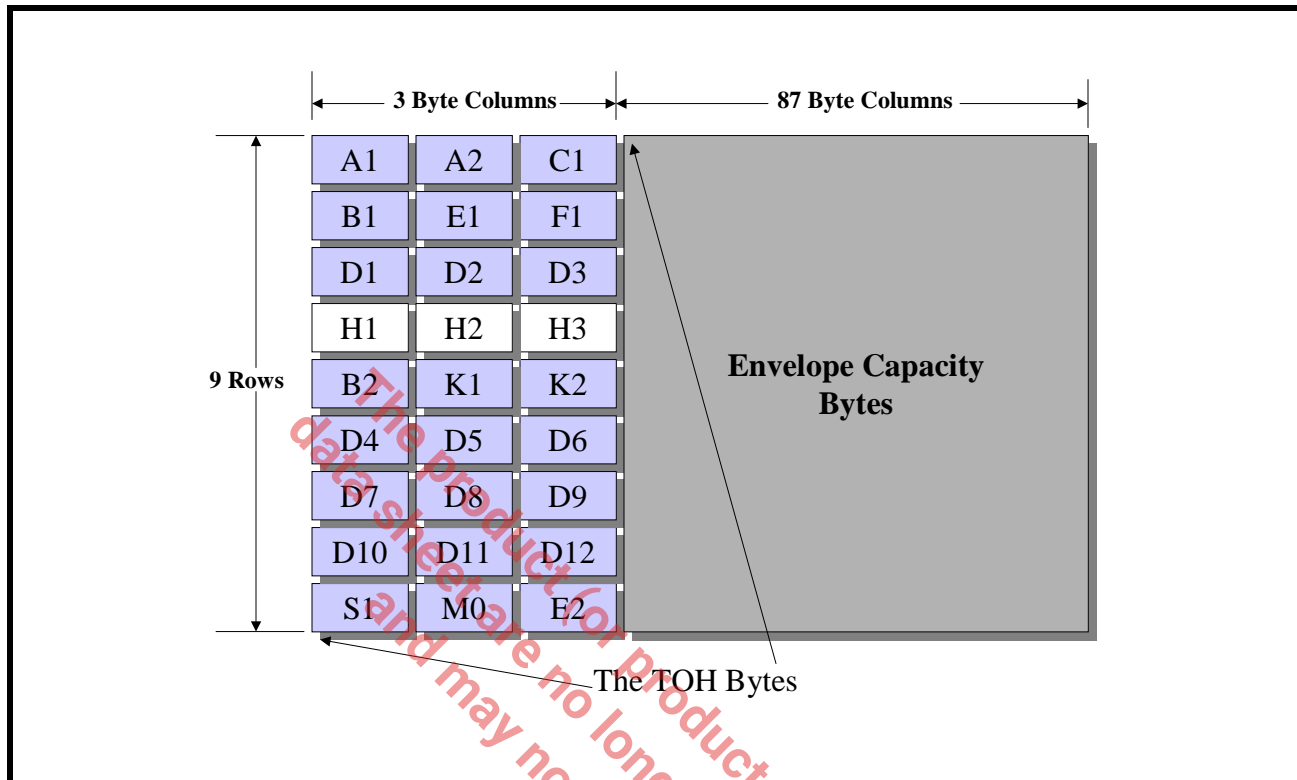 3 Byte Columns
87 Byte Columns
A1 A2 C1
B1 E1 F1
D1 D2 D3
H1 H2 H3
9 Rows
B2 K1 K2
D4 D5 D6
D7 D8 D9
D10 D11 D12
S1 M0 E2
Envelope Capacity
Bytes
The TOH Bytes
The product (or product
data sheet are no long
and may no